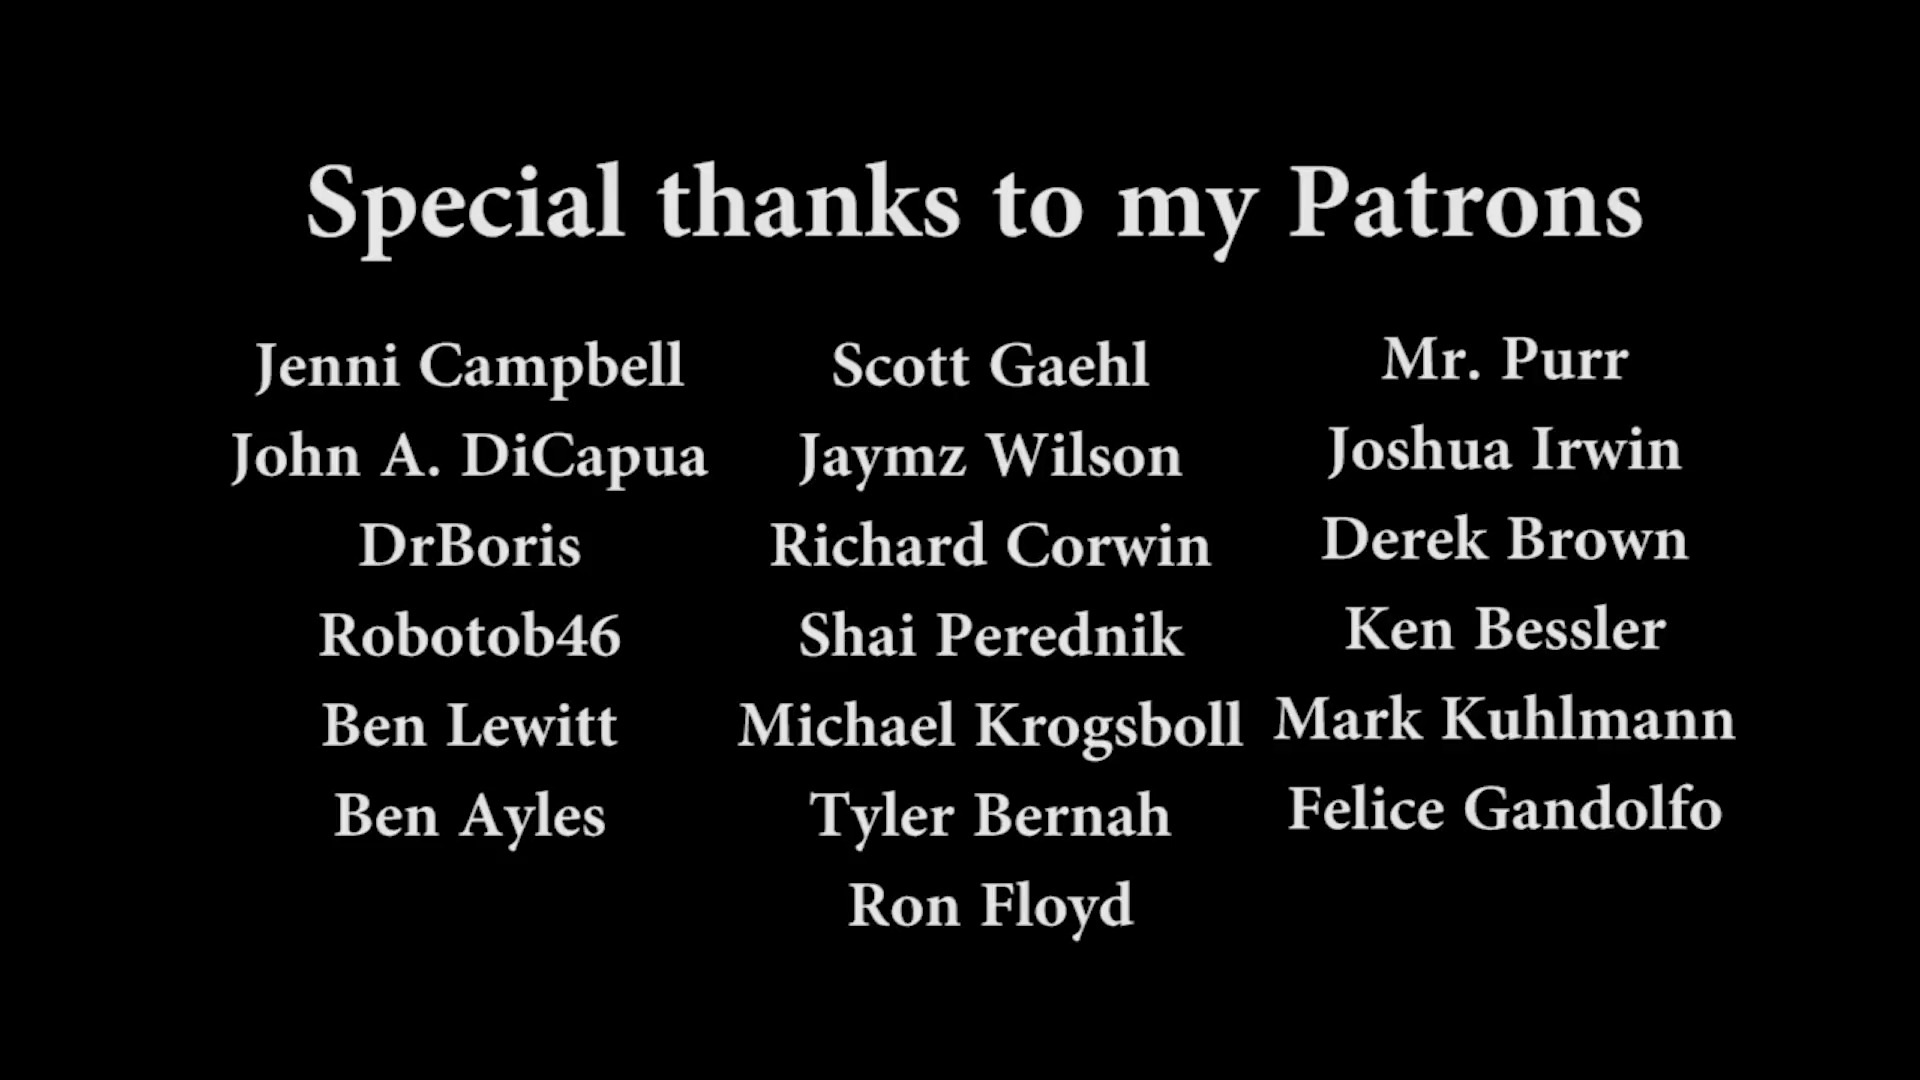 Special thanks to my Patrons
Jenni Campbell
John A. DiCapua
DrBoris
Robotob46
Ben Lewitt
Ben Ayles
Scott Gaehl
Jaymz Wilson
Richard Corwin
Shai Perednik
Michael Krogsboll
Tyler Bernah
Ron Floyd
Mr. Purr
Joshua Irwin
Derek Brown
Ken Bessler
Mark Kuhlmann
Felice Gandolfo